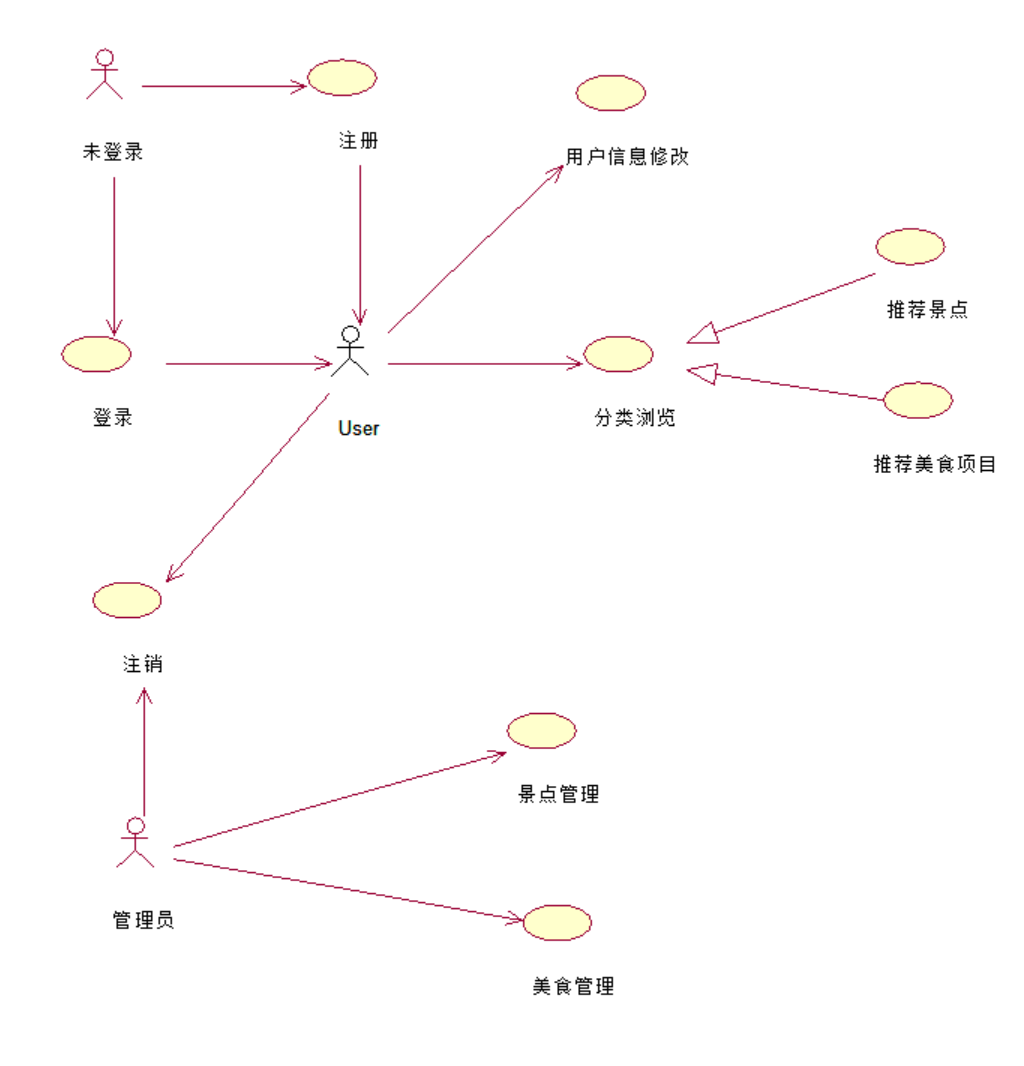 未登录
注册
用户信息修改
推荐景点
登录
User
分类浏览
推荐美食项目
注销
景点管理
管理员
美食管理